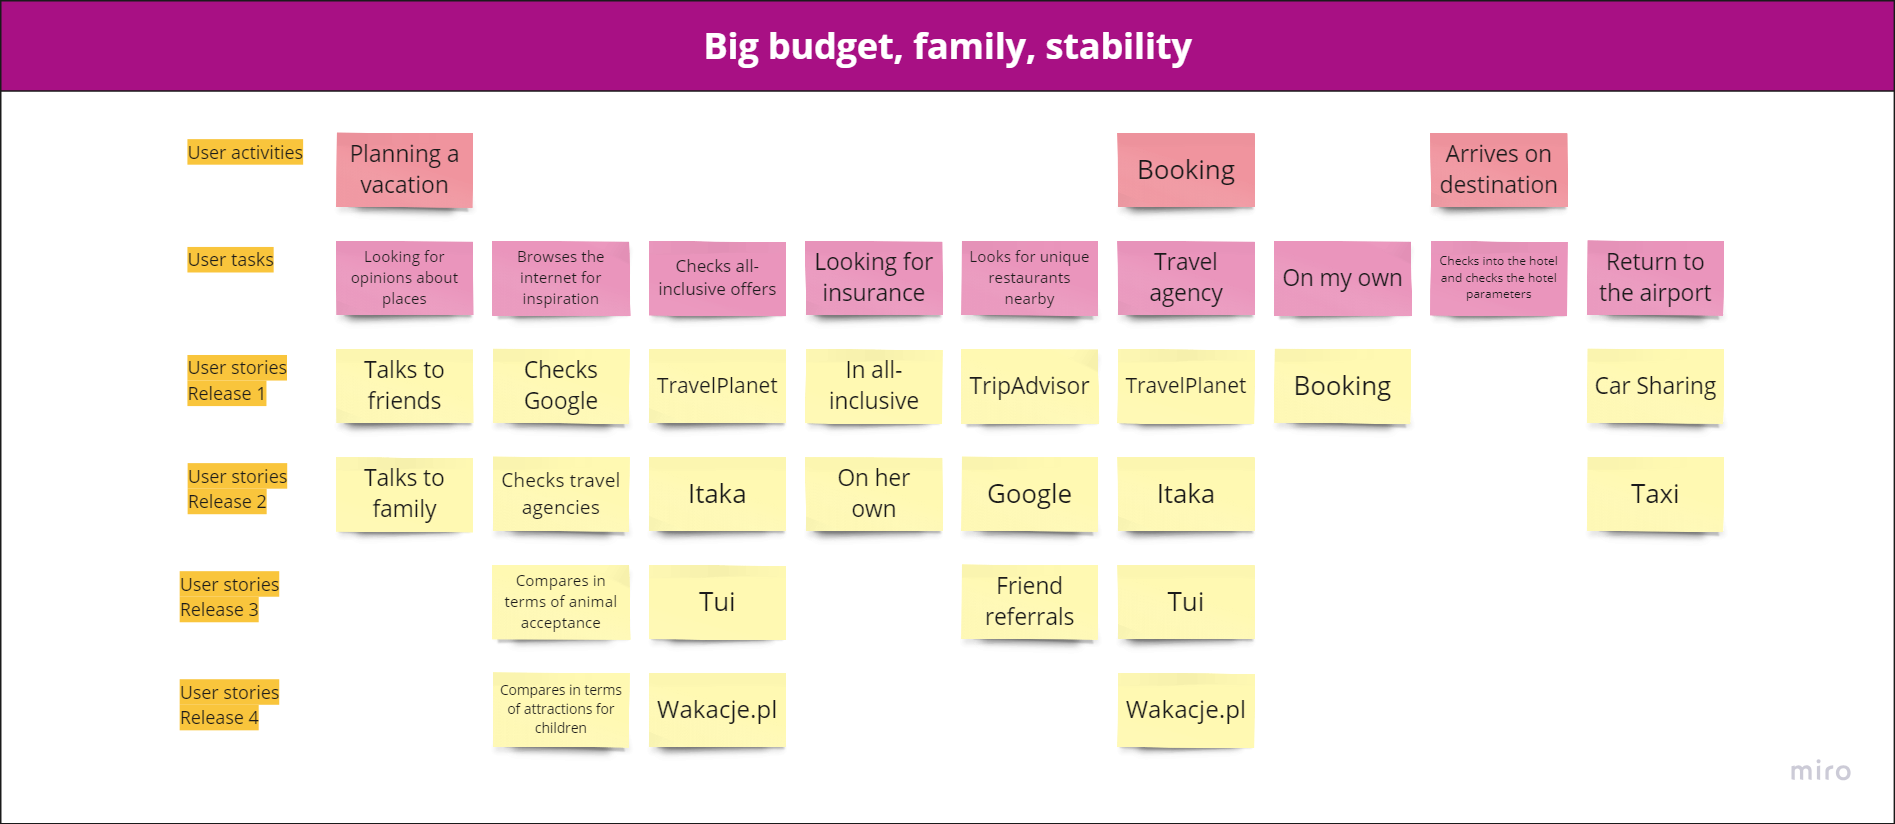 Big budget, family, stability
User activities
Planning a
vacation
Booking
Arrives on
destination
User tasks
Looking for
opinions about
places
Browses the
internet for
inspiration
Checks all-
inclusive offers
Looking for
insurance
Looks for unique
restaurants
nearby
Travel
agency
On my own
Checks into the hotel
and checks the hotel
parameters
Return to
the airport
User stories
Release 1
Talks to
friends
Checks
Google
TravelPlanet
In all-
inclusive
TripAdvisor
TravelPlanet
Booking
Car Sharing
User stories
Release 2
Talks to
family
Checks travel
agencies
Itaka
On her
own
Google
Itaka
Taxi
User stories
Release 3
Compares in
terms of animal
acceptance
Tui
Friend
referrals
Tui
User stories
Release 4
Compares in terms
of attractions for
children
Wakacje.pl
Wakacje.pl
miro